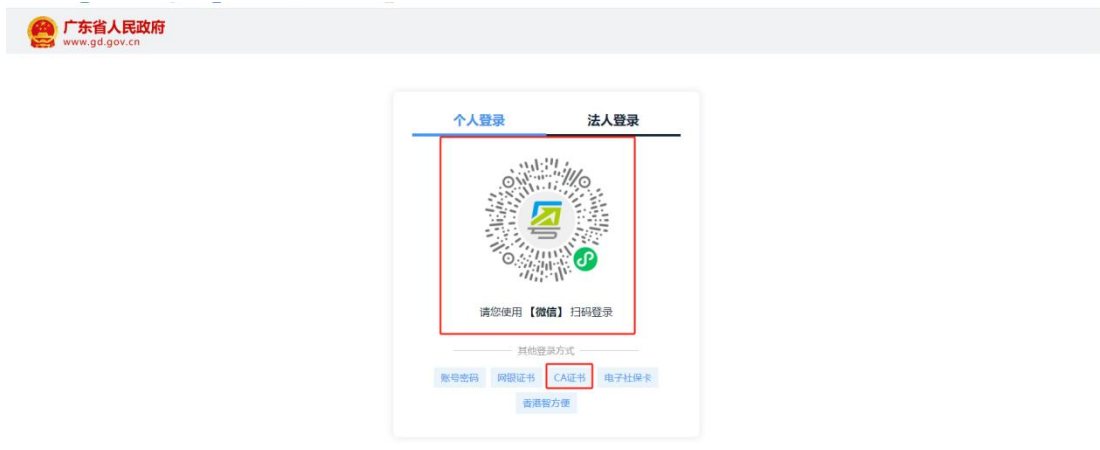 广东省人民政府
www.gd.gov.cn
个人登录 法人登录
请您使用【微信】扫码登录
其他登录方式
账号密码 网银证书 CA证书 电子社保卡
香港智方便